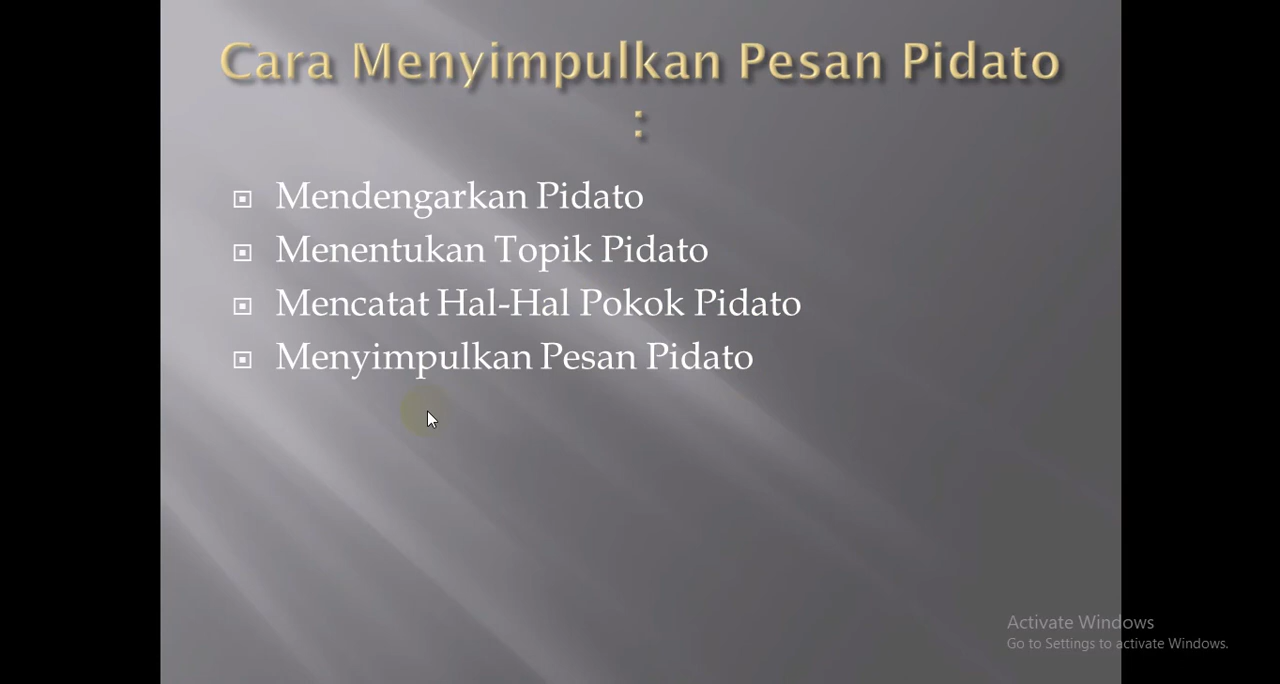 Cara Menyimpulkan Pesan Pidato
:
Mendengarkan Pidato
Menentukan Topik Pidato
Mencatat Hal-Hal Pokok Pidato
Menyimpulkan Pesan Pidato
Activate Windows
Go to Settings to activate Windows.